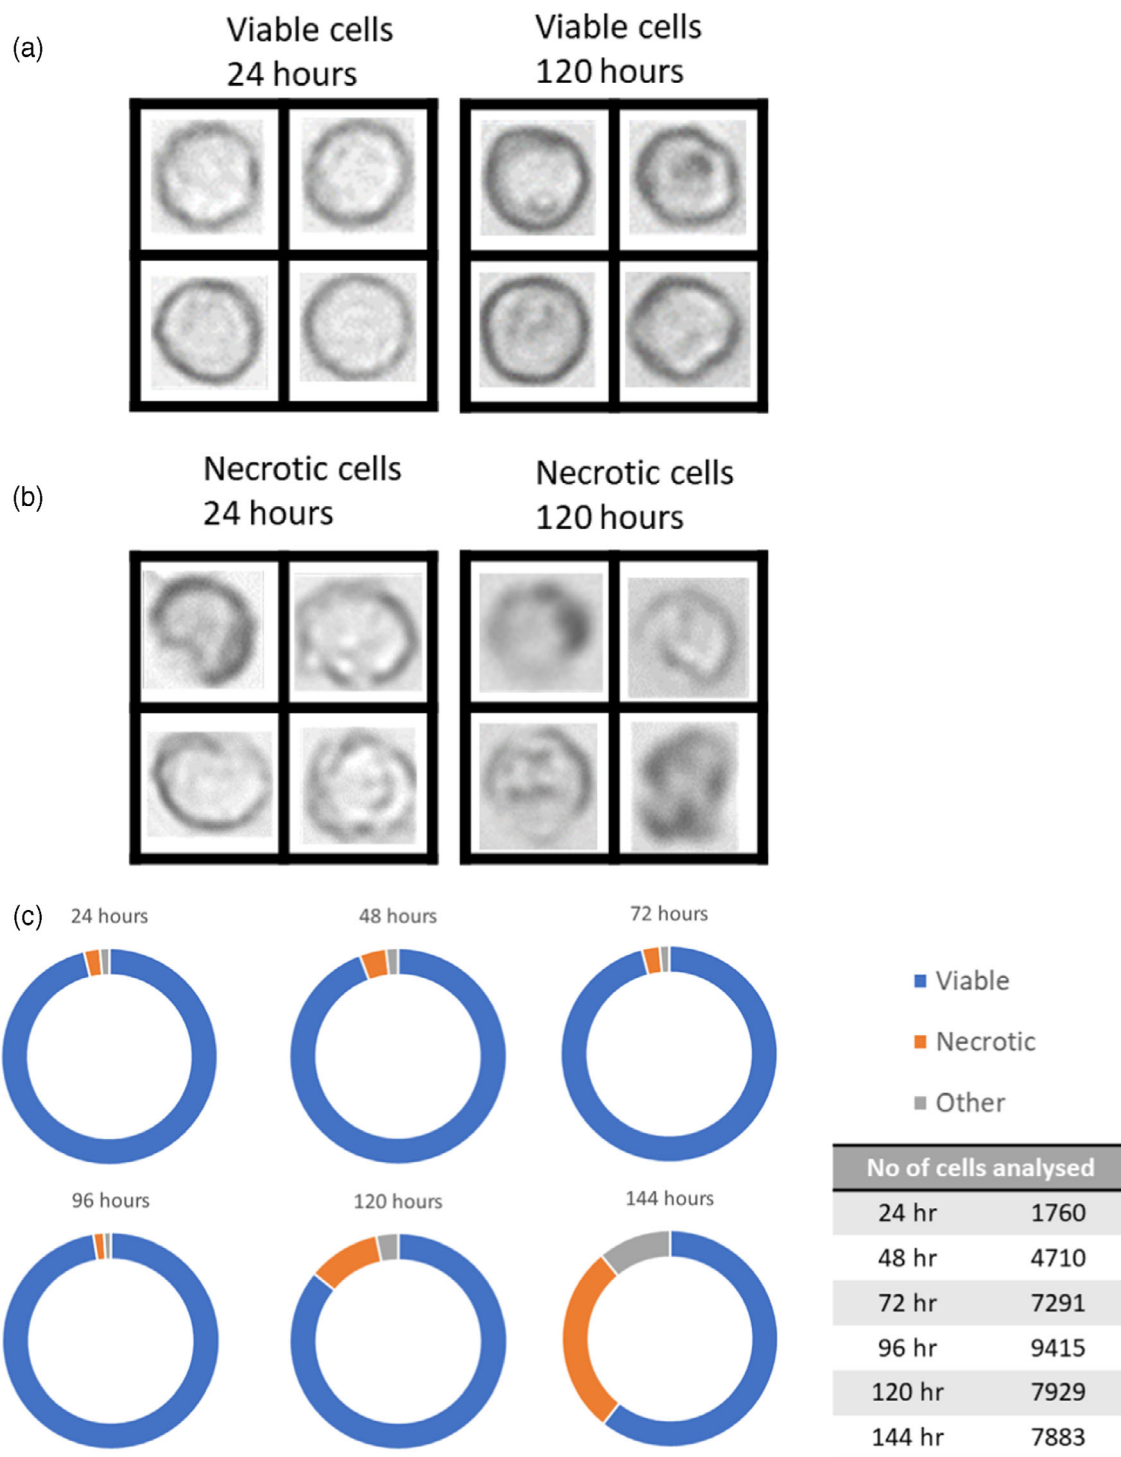 (a)
Viable cells
24 hours
Viable cells
120 hours
(b)
Necrotic cells
24 hours
Necrotic cells
120 hours
(c)
24 hours
48 hours
72 hours
96 hours
120 hours
144 hours
Viable
Necrotic
Other
No of cells analysed
24 hr 1760
48 hr 4710
72 hr 7291
96 hr 9415
120 hr 7929
144 hr 7883